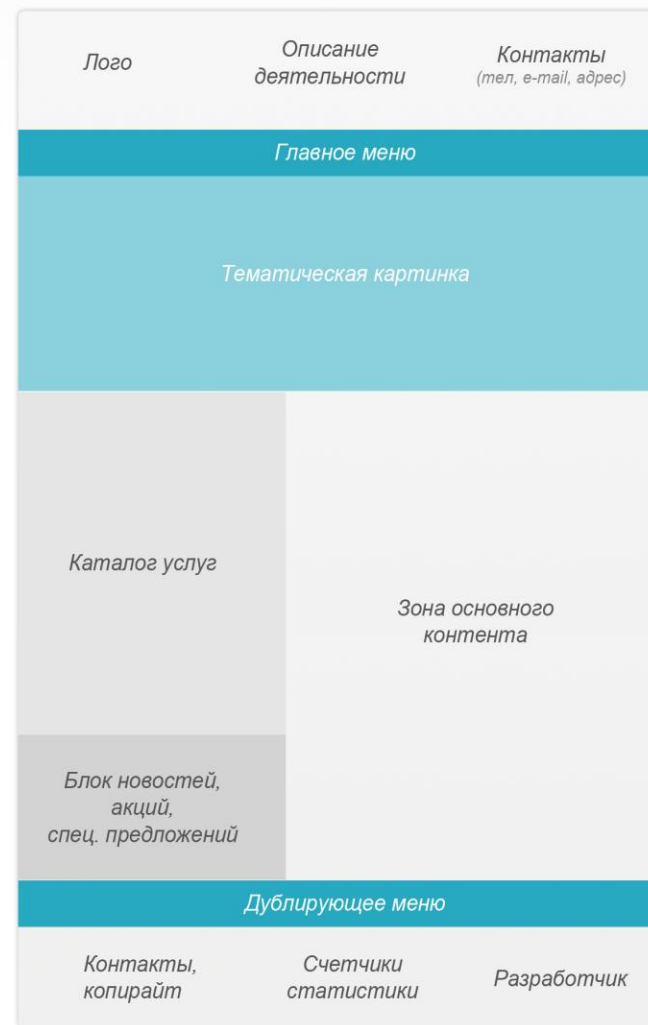 Лого
Описание
деятельности
Контакты
(тел, e-mail, адрес)
Главное меню
Тематическая картинка
Каталог услуг
Зона основного
контента
Блок новостей,
акций,
спец. предложений
Дублирующее меню
Контакты,
копирайт
Счетчики
статистики
Разработчик